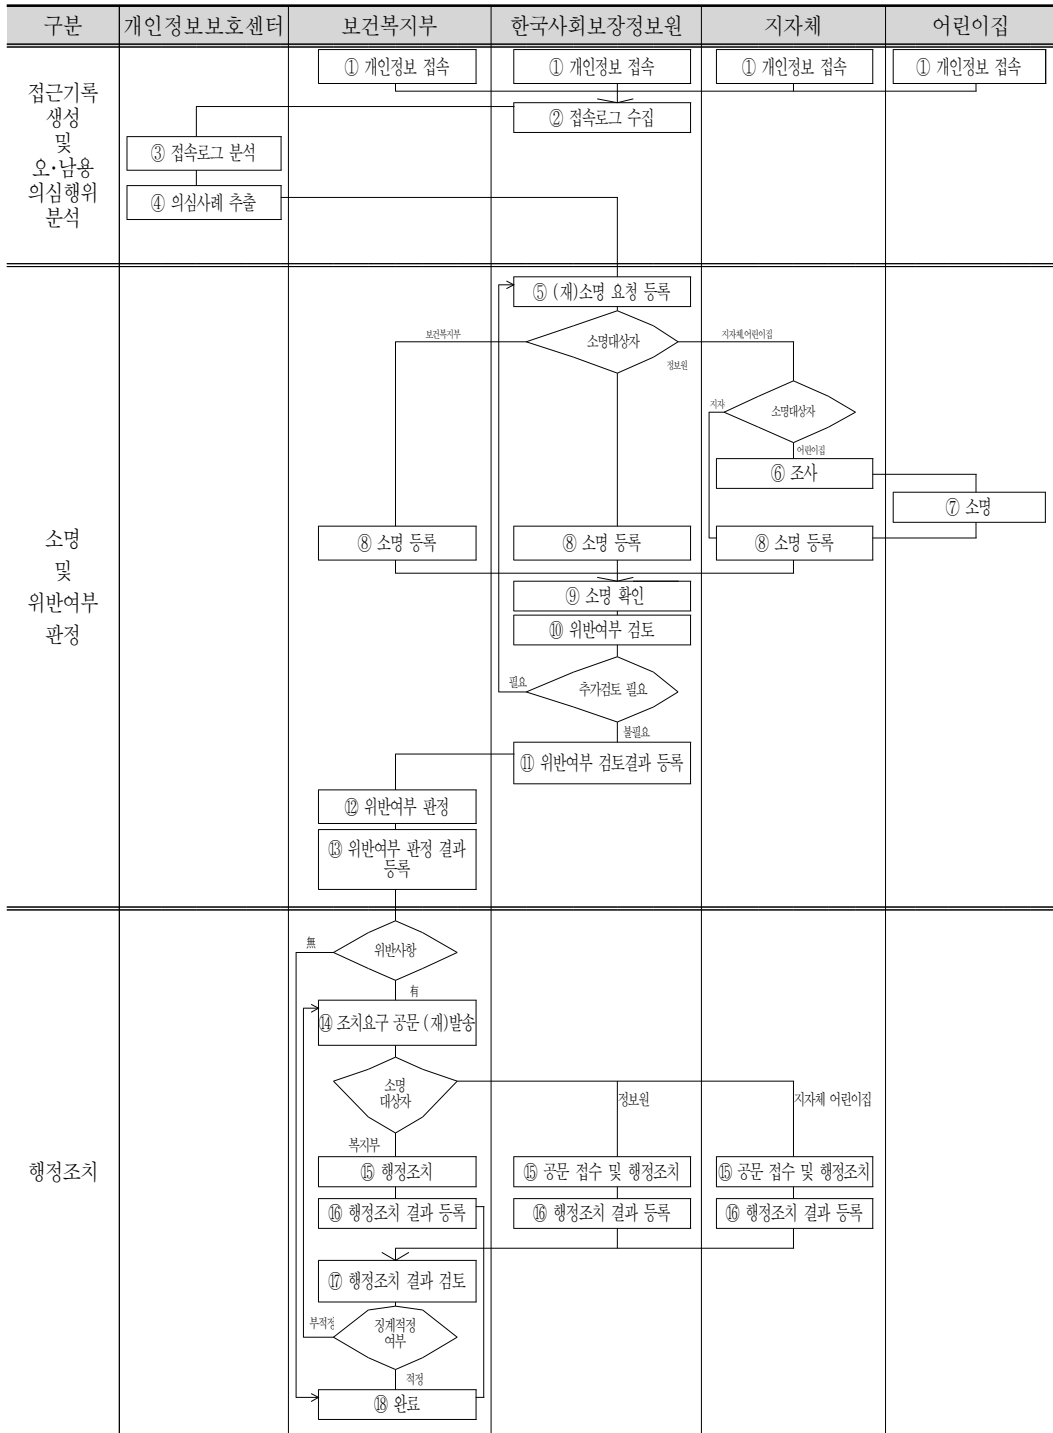 구분 개인정보보호센터 보건복지부 한국사회보장정보원 지자체 어린이집
접근기록
생성
및
오·남용
의심행위
분석
① 개인정보 접속 ① 개인정보 접속 ① 개인정보 접속 ① 개인정보 접속
② 접속로그 수집
③ 접속로그 분석
④ 의심사례 추출
소명
및
위반여부
판정
⑤ (재)소명 요청 등록
보건복지부 소명대상자 지자체,어린이집
정보원
지자 소명대상자
어린이집
⑥ 조사
⑦ 소명
⑧ 소명 등록 ⑧ 소명 등록 ⑧ 소명 등록
⑨ 소명 확인
⑩ 위반여부 검토
필요 추가검토 필요
불필요
⑪ 위반여부 검토결과 등록
⑫ 위반여부 판정
⑬ 위반여부 판정 결과
등록
행정조치
無 위반사항
有
⑭ 조치요구 공문 (재)발송
소명
대상자
정보원 지자체 어린이집
복지부
⑮ 행정조치 ⑮ 공문 접수 및 행정조치 ⑮ 공문 접수 및 행정조치
⑯ 행정조치 결과 등록 ⑯ 행정조치 결과 등록 ⑯ 행정조치 결과 등록
⑰ 행정조치 결과 검토
부적정 징계적정
여부
적정
⑱ 완료